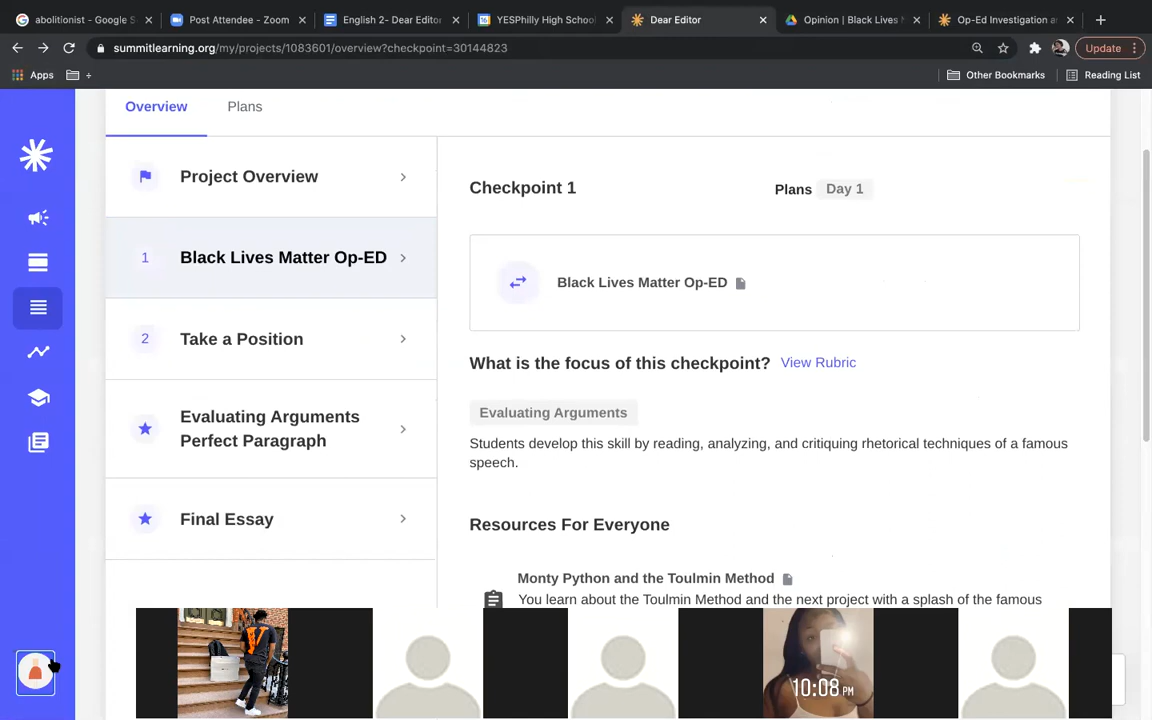 abolitionist - Google S
Post Attendee - Zoom
English 2- Dear Editor
YESPhilly High School
Dear Editor
Opinion | Black Lives M
Op-Ed Investigation an
summitlearning.org/my/projects/1083601/overview?checkpoint=30144823
Update
Apps
Other Bookmarks
Reading List
Overview
Plans
Project Overview
1 Black Lives Matter Op-ED
2 Take a Position
Evaluating Arguments
Perfect Paragraph
Final Essay
Checkpoint 1
Plans Day 1
Black Lives Matter Op-ED
What is the focus of this checkpoint? View Rubric
Evaluating Arguments
Students develop this skill by reading, analyzing, and critiquing rhetorical techniques of a famous
speech.
Resources For Everyone
Monty Python and the Toulmin Method
You learn about the Toulmin Method and the next project with a splash of the famous
10:08 PM